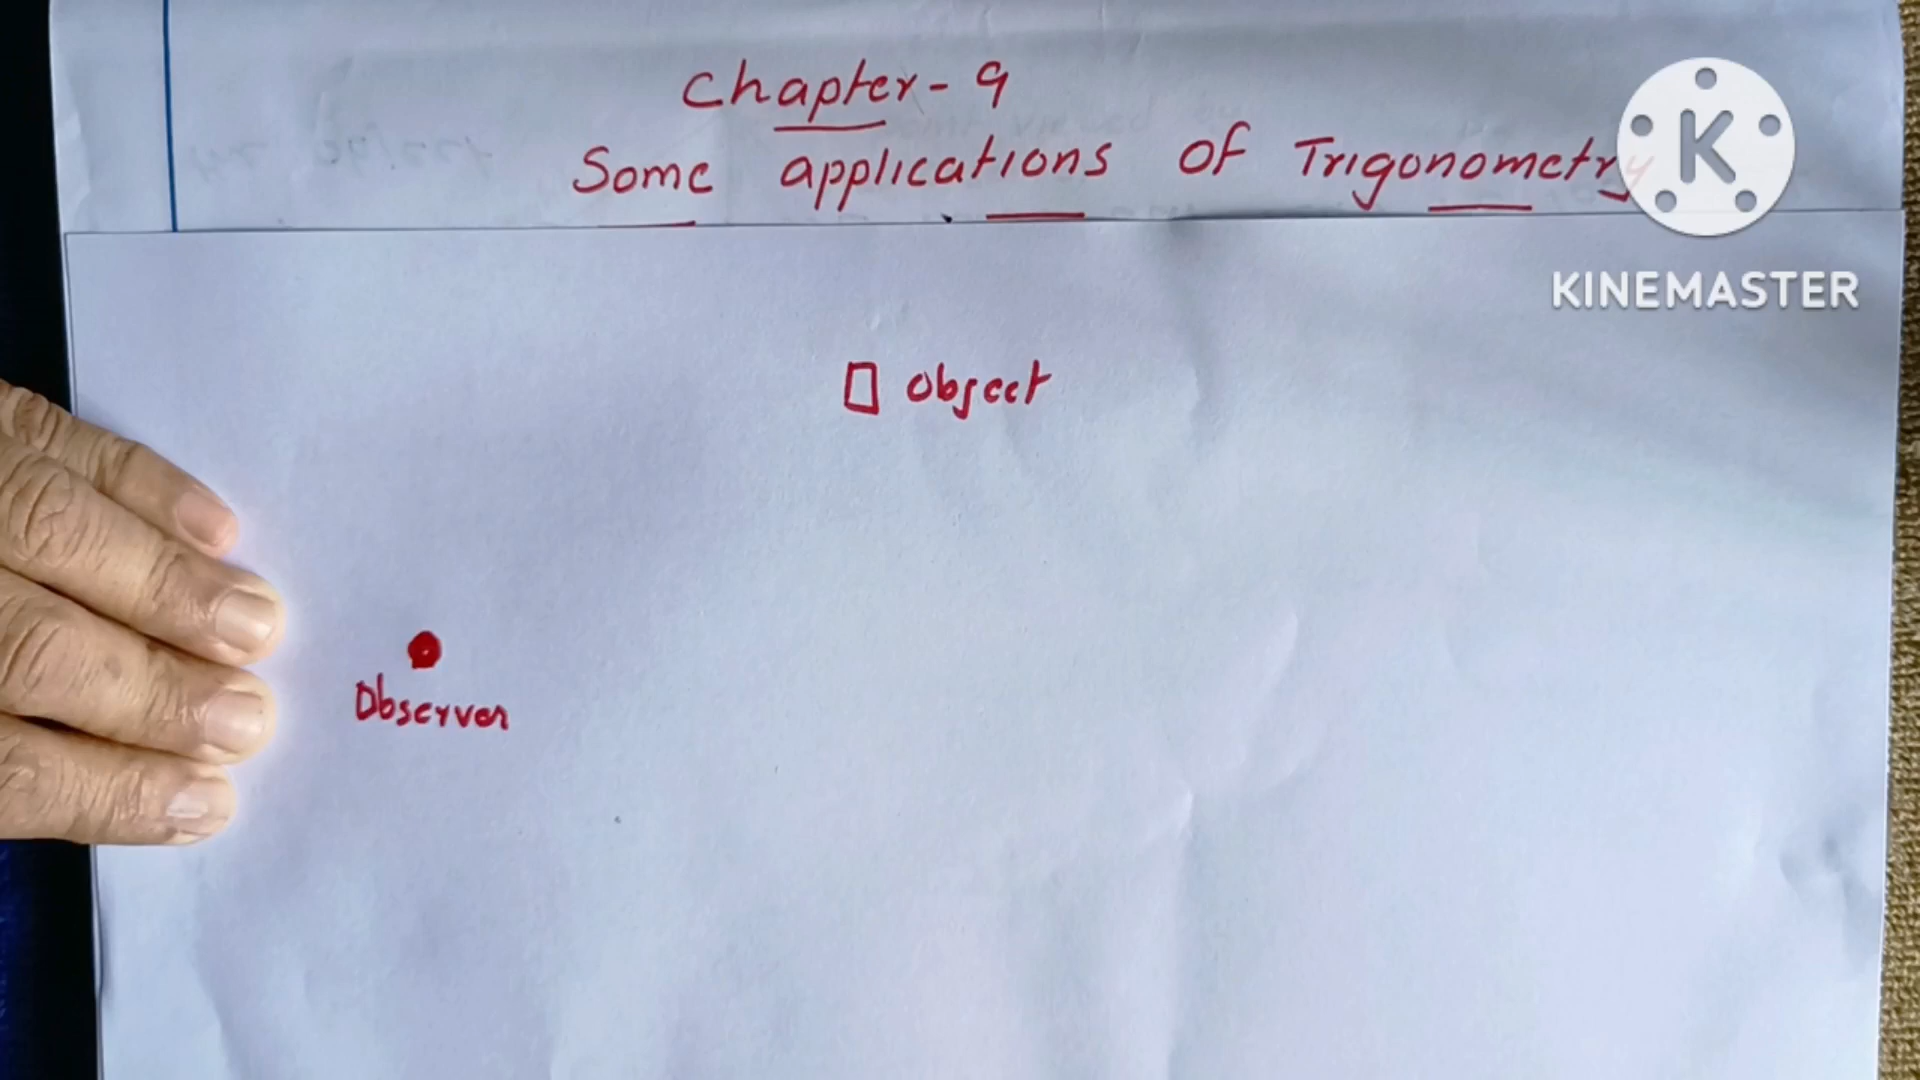 Chapter - 9
Some applications of Trigonometry
K
KINEMASTER
Object
Observer